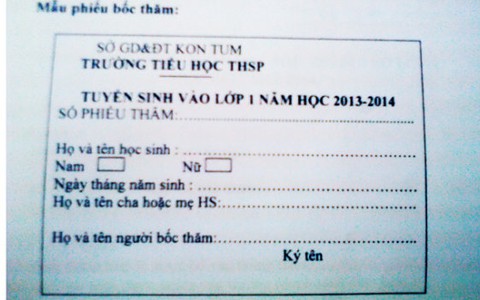 Mẫu phiếu bốc thăm:
SỞ GD&ĐT KON TUM
TRƯỜNG TIỂU HỌC THSP
TUYỂN SINH VÀO LỚP 1 NĂM HỌC 2013-2014
SỐ PHIẾU THĂM:
Họ và tên học sinh :
Nam Nữ
Ngày tháng năm sinh :
Họ và tên cha hoặc mẹ HS:
Họ và tên người bốc thăm:
Ký tên